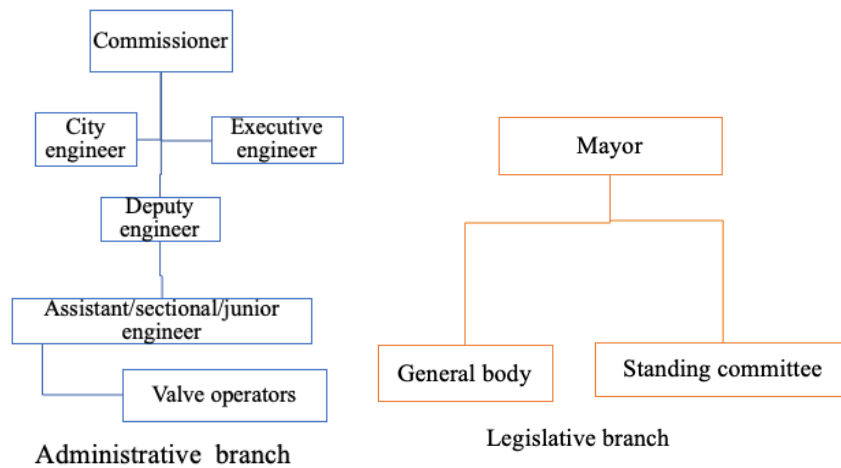 Commissioner
City
engineer
Executive
engineer
Deputy
engineer
Assistant/sectional/junior
engineer
Valve operators
Administrative branch
Mayor
General body
Standing committee
Legislative branch